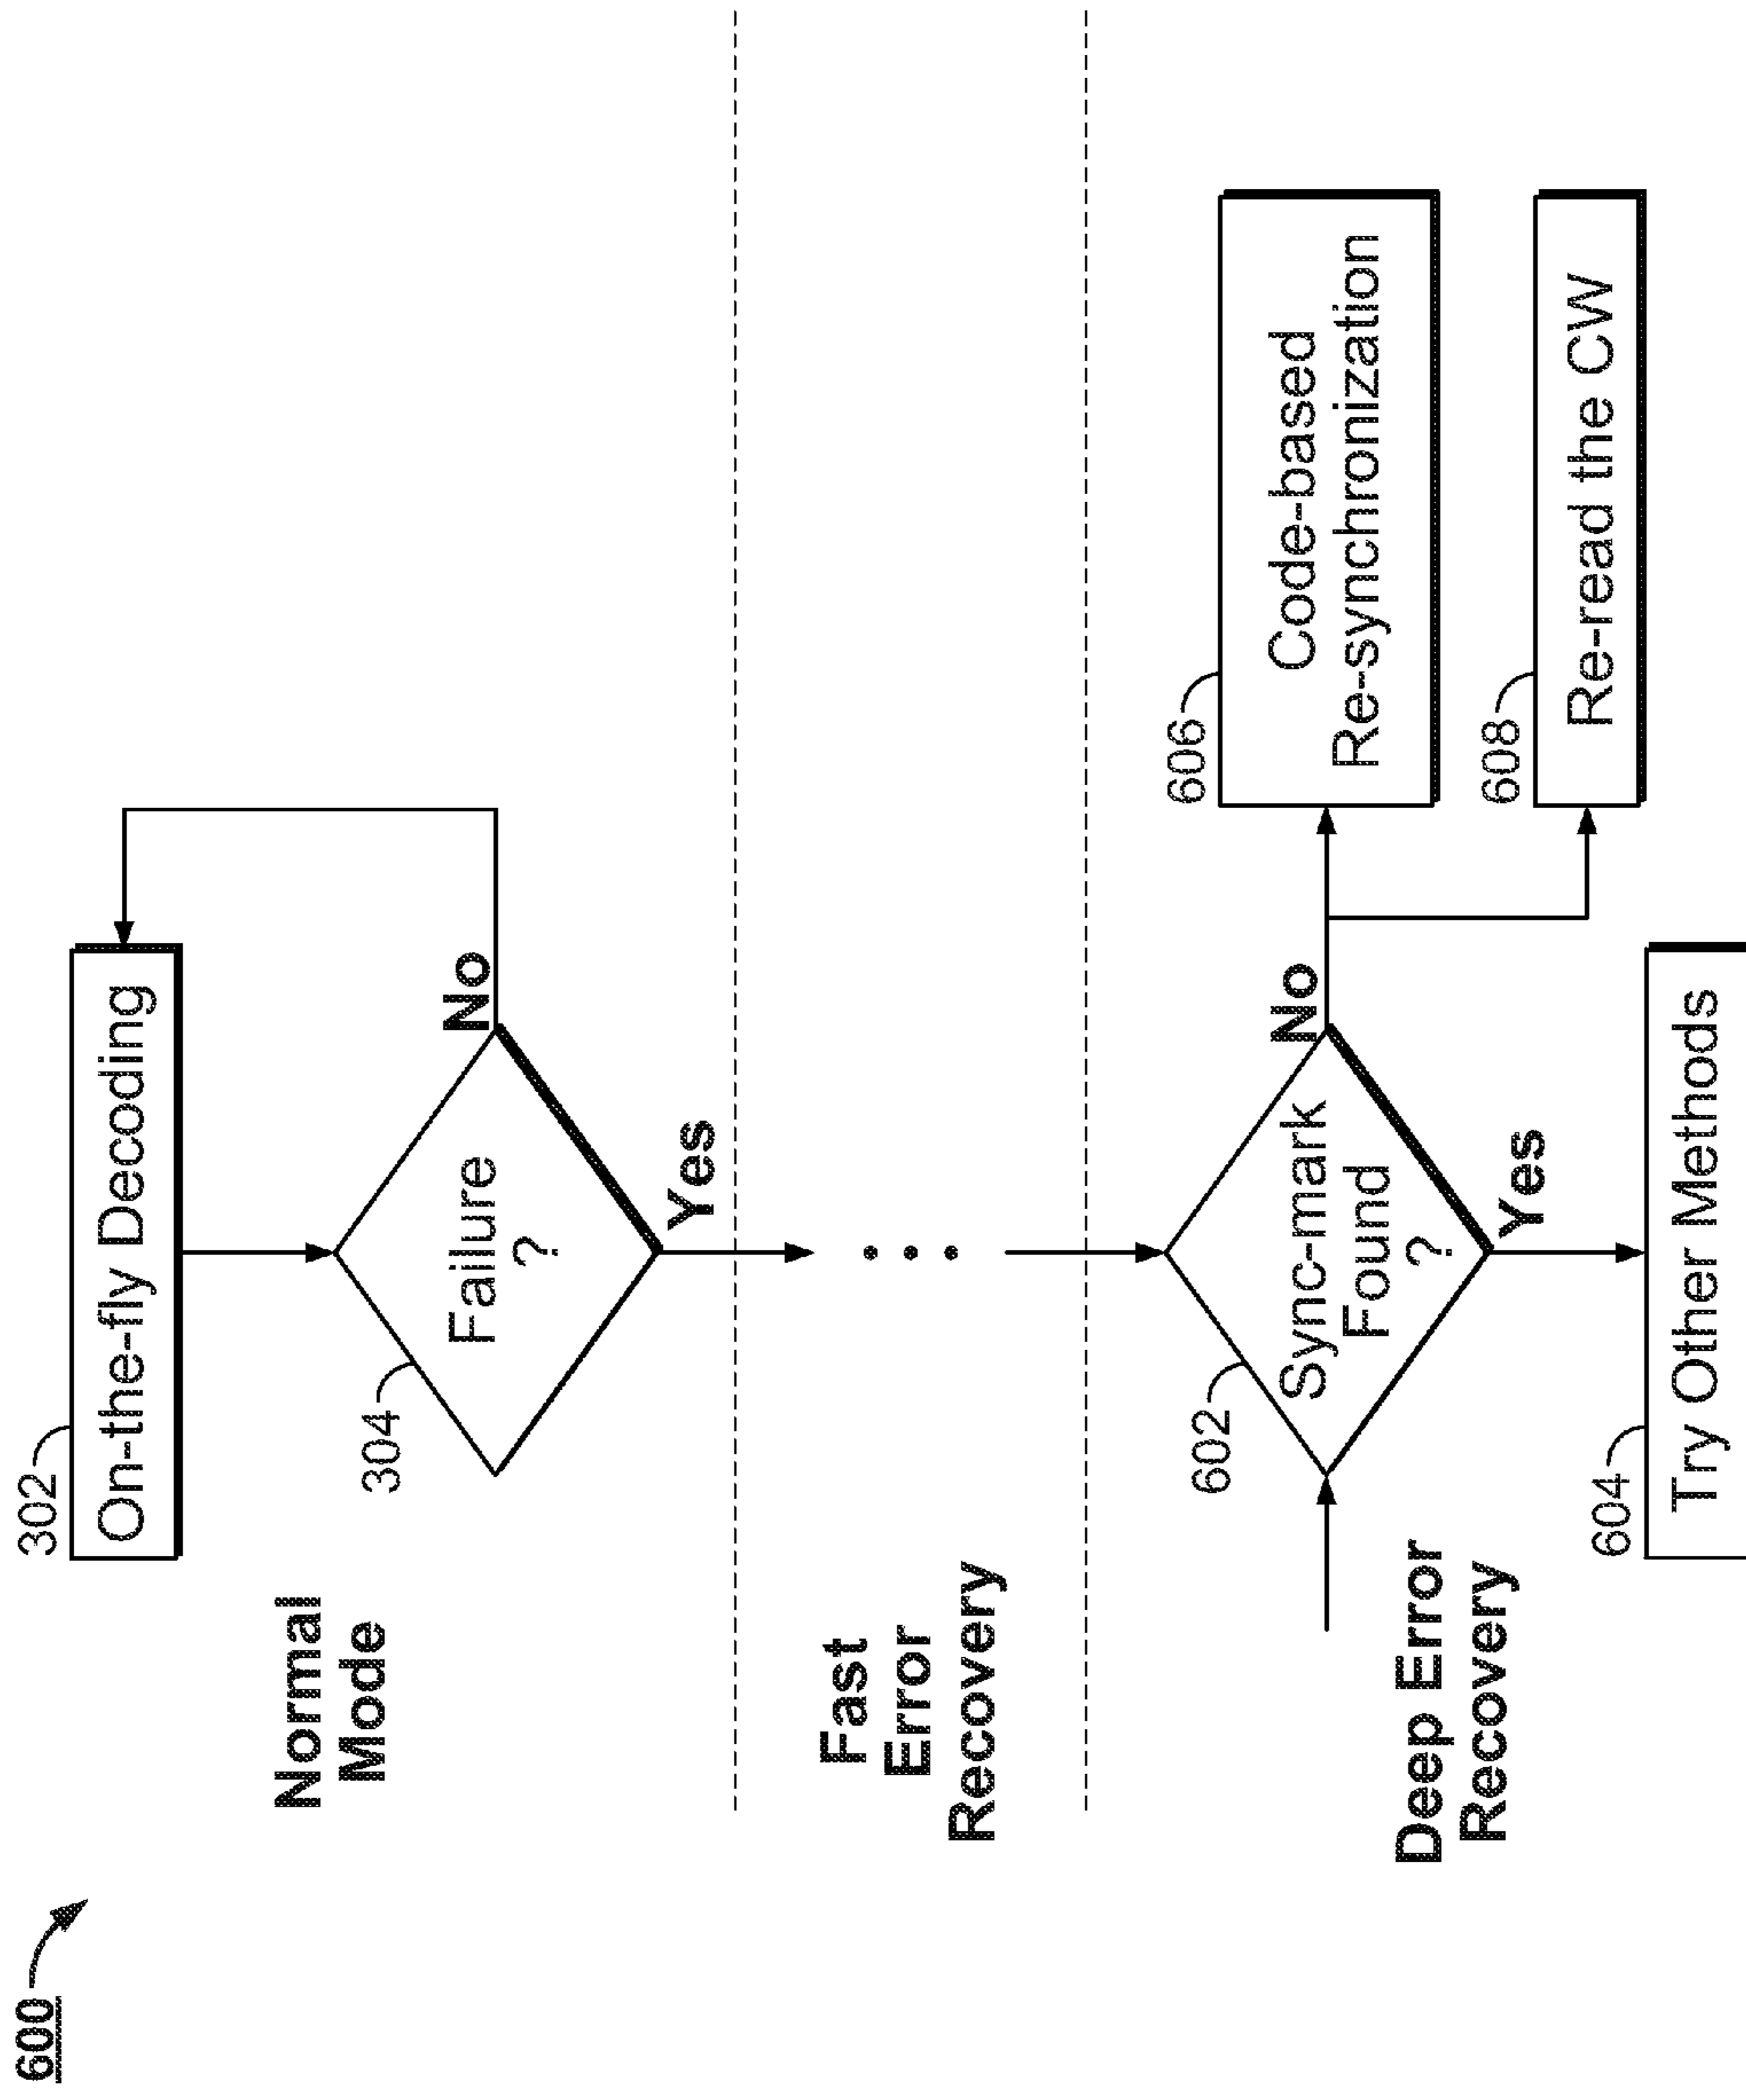 600
302
On-the-fly Decoding
Normal
Mode
304
Failure
?
No
Yes
Fast
Error
Recovery
602
Sync-mark
Found
?
No
Yes
606
Code-based
Re-synchronization
608
Re-read the CW
Deep Error
Recovery
604
Try Other Methods